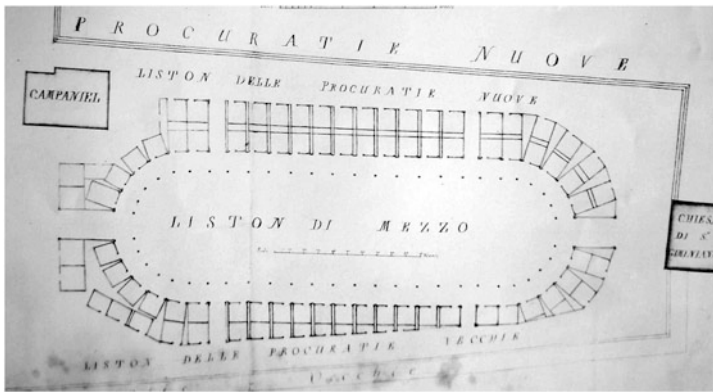 PROCURATIE NUOVE
LISTON DELLE PROCURATIE NUOVE
CAMPANIEL
LISTON DI MEZZO
CHIESA
DI S.
LISTON DELLE PROCURATIE VECCHIE